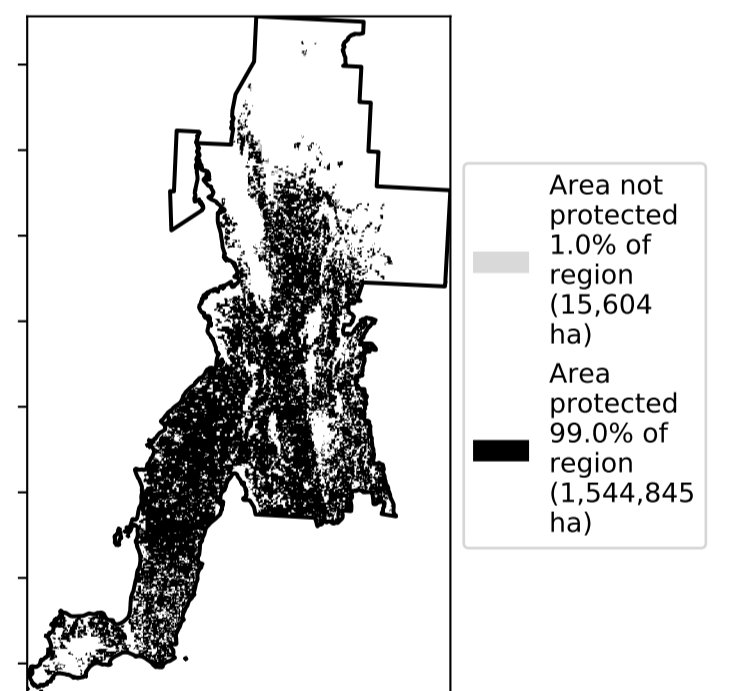 Area not
protected
1.0% of
region
(15,604
ha)
Area
protected
99.0% of
region
(1,544,845
ha)